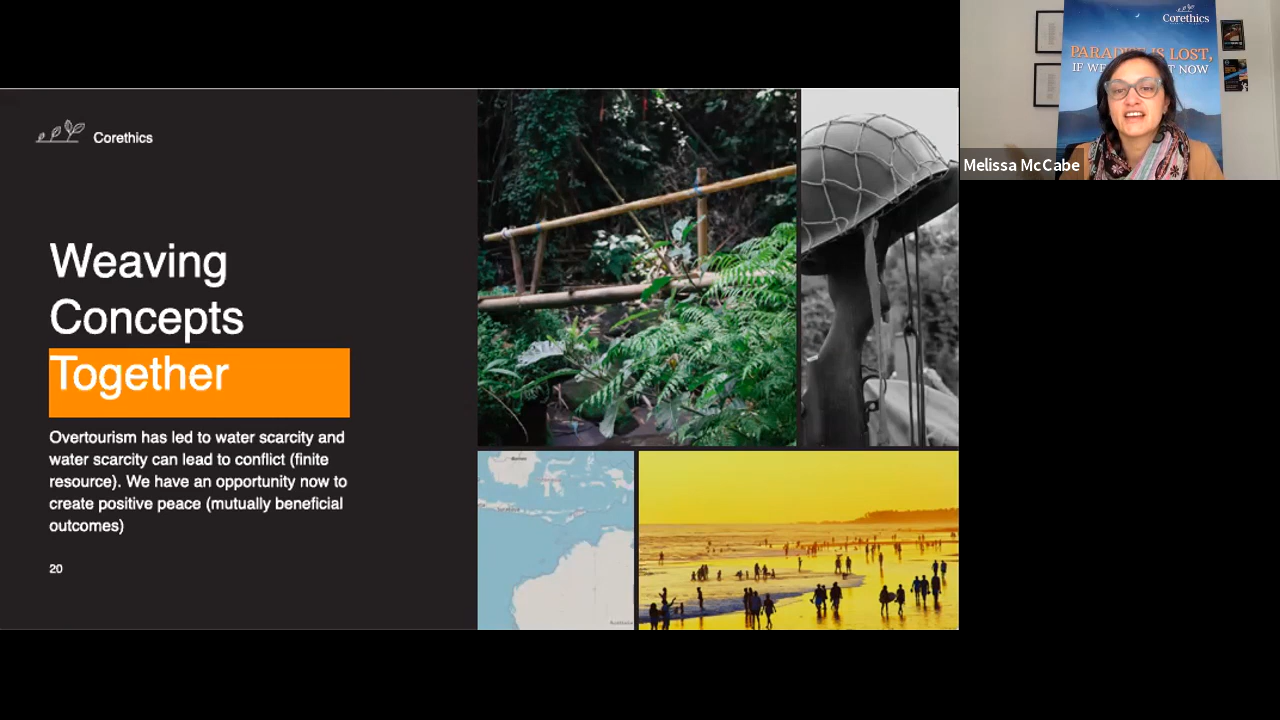 Corethics
Weaving
Concepts
Together
Overtourism has led to water scarcity and
water scarcity can lead to conflict (finite
resource). We have an opportunity now to
create positive peace (mutually beneficial
outcomes)
20
Corethics
PARADISE IS LOST,
IF WE T NOW
Melissa McCabe